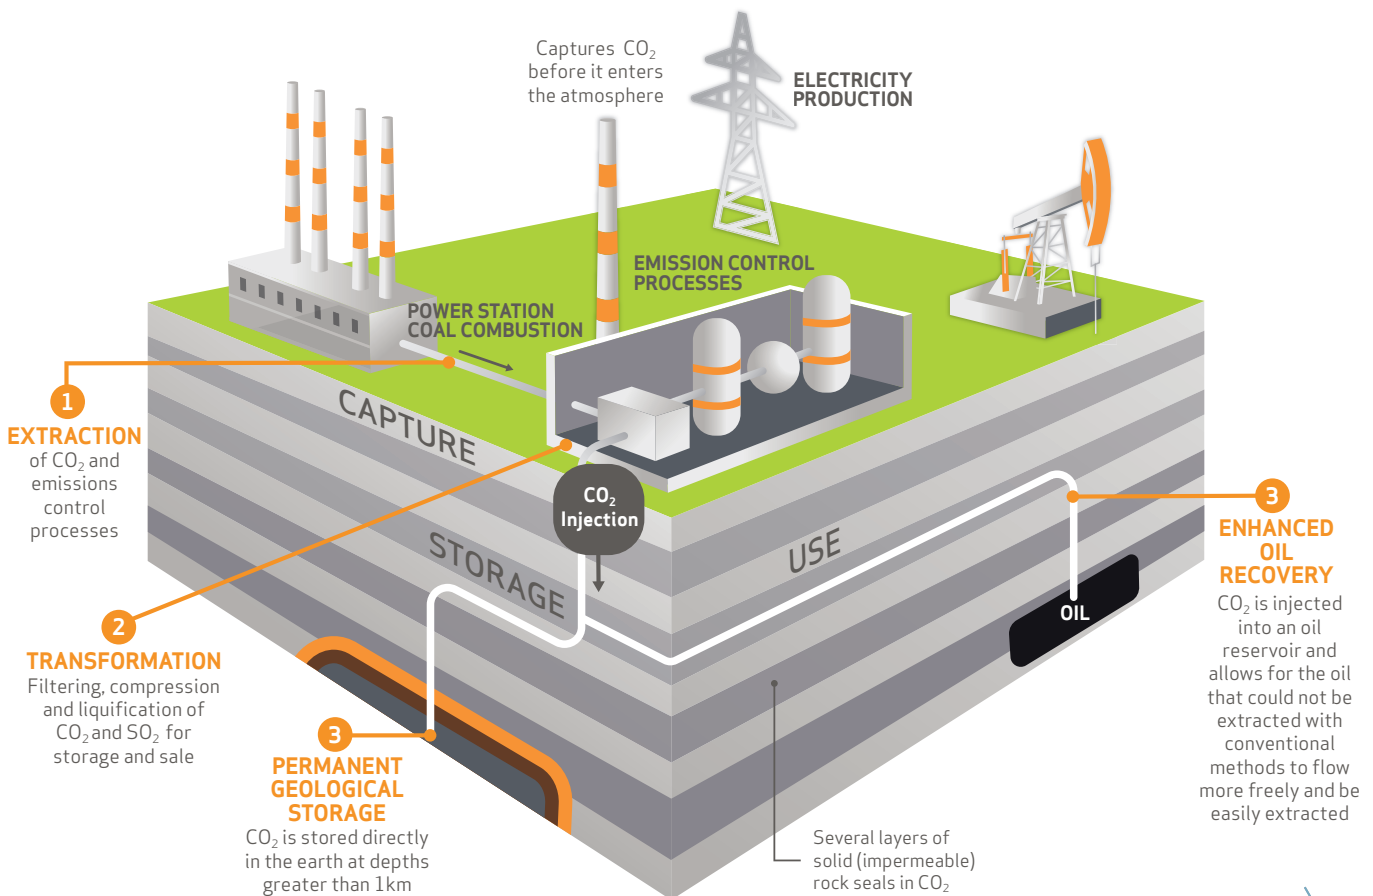 Captures CO₂
before it enters
the atmosphere
ELECTRICITY
PRODUCTION
EMISSION CONTROL
PROCESSES
POWER STATION
COAL COMBUSTION
1
EXTRACTION
of CO₂ and
emissions
control
processes
CAPTURE
CO₂
Injection
STORAGE
USE
3
ENHANCED
OIL
RECOVERY
CO₂ is injected
into an oil
reservoir and
allows for the oil
that could not be
extracted with
conventional
methods to flow
more freely and be
easily extracted
OIL
2
TRANSFORMATION
Filtering, compression
and liquification of
CO₂ and SO₂ for
storage and sale
3
PERMANENT
GEOLOGICAL
STORAGE
CO₂ is stored directly
in the earth at depths
greater than 1km
Several layers of
solid (impermeable)
rock seals in CO₂